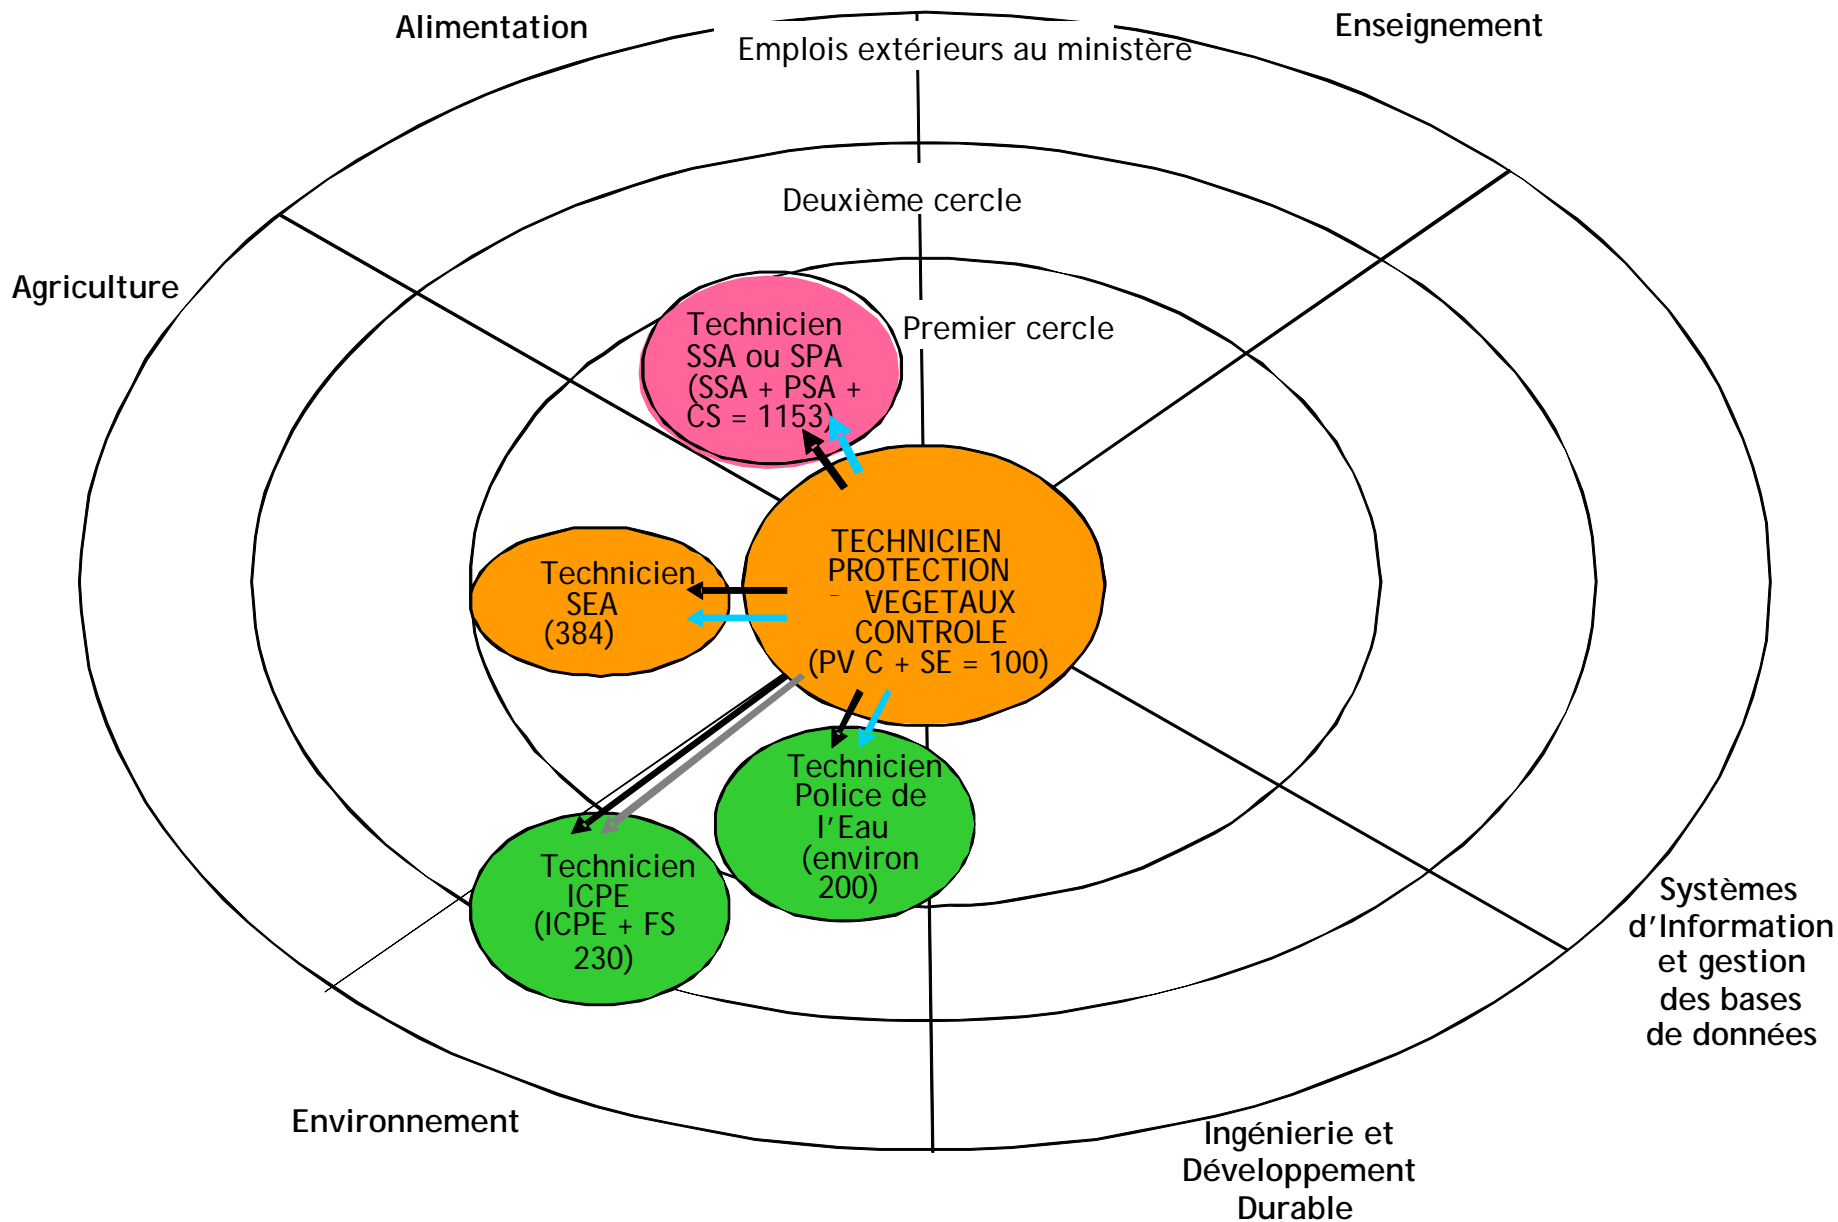 Alimentation
Enseignement
Emplois extérieurs au ministère
Deuxième cercle
Agriculture
Premier cercle
Technicien
SSA ou SPA
(SSA + PSA +
CS = 1153)
TECHNICIEN
PROTECTION
VEGETAUX
CONTROLE
(PV C + SE = 100)
Technicien
SEA
(384)
Technicien
Police de
l'Eau
(environ
200)
Technicien
ICPE
(ICPE + FS
230)
Systèmes
d'Information
et gestion
des bases
de données
Environnement
Ingénierie et
Développement
Durable